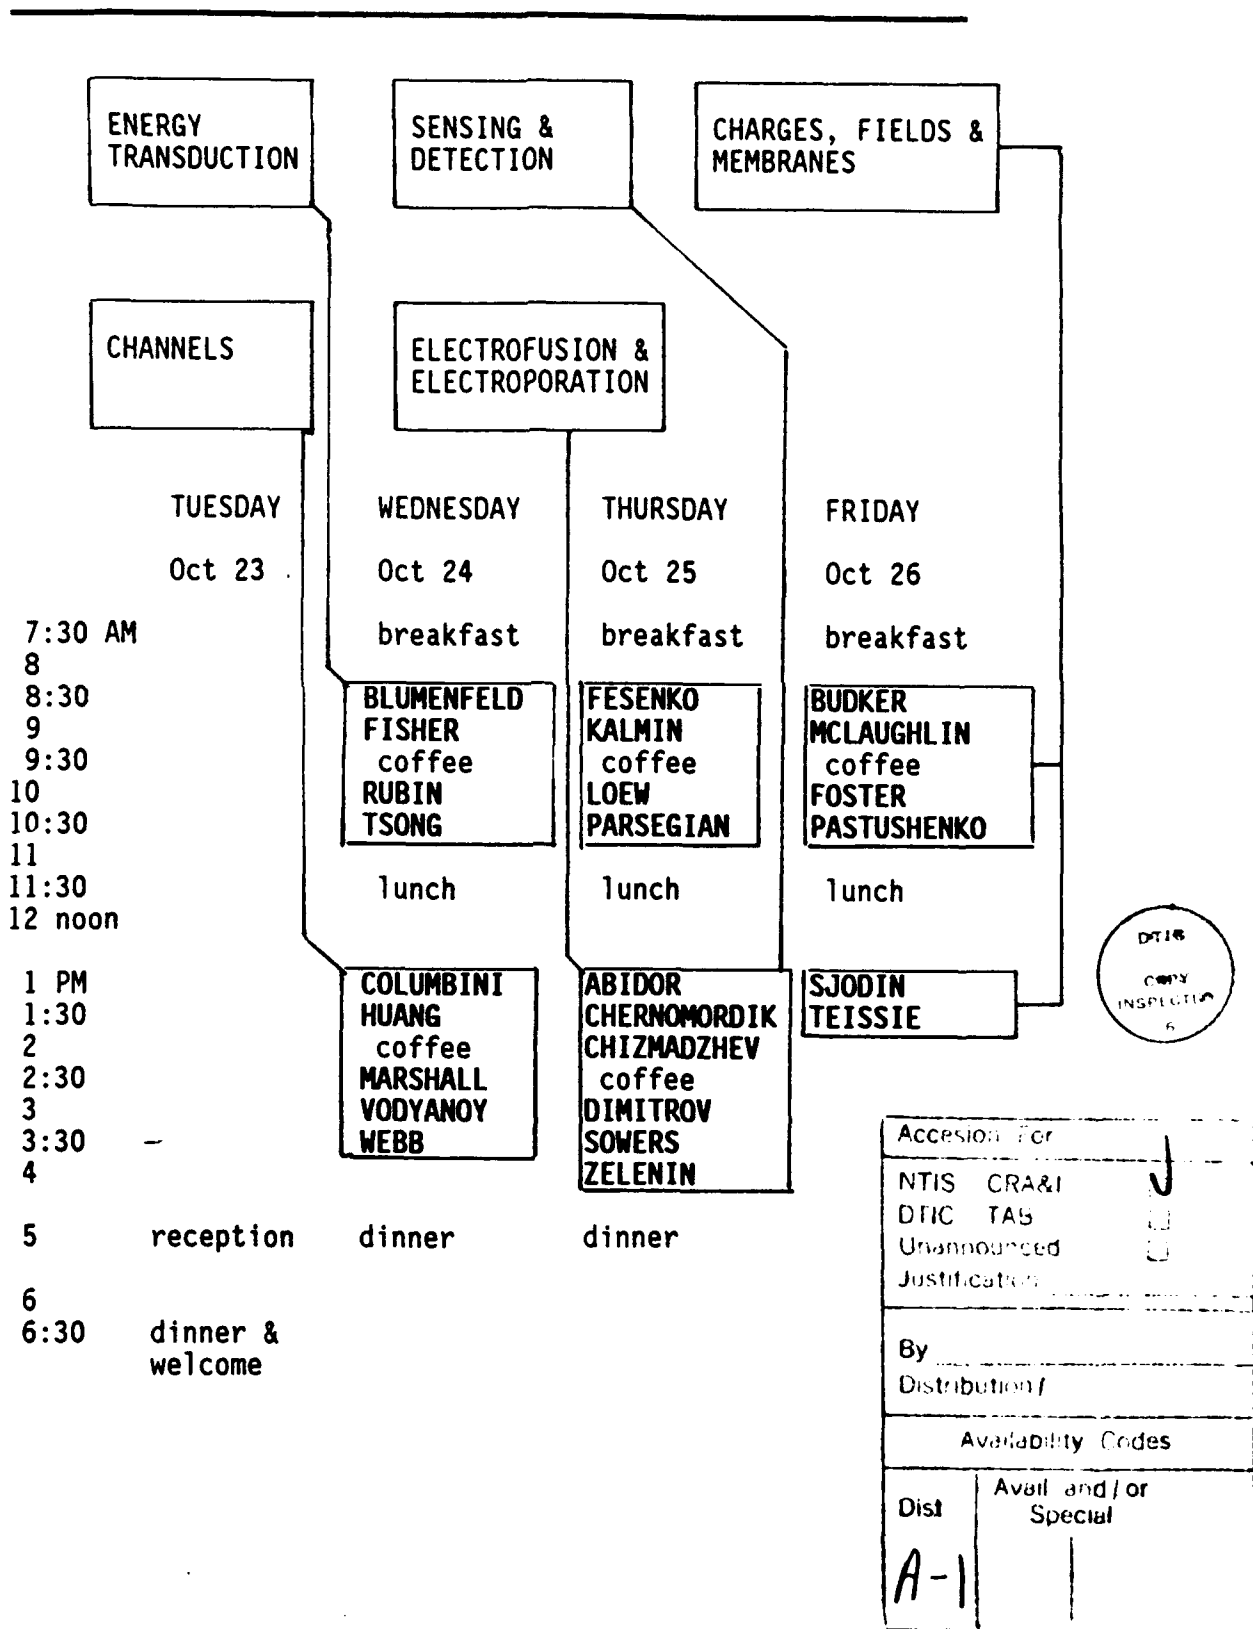 ENERGY
TRANSDUCTION
SENSING &
DETECTION
CHARGES, FIELDS &
MEMBRANES
CHANNELS
ELECTROFUSION &
ELECTROPORATION
TUESDAY WEDNESDAY THURSDAY FRIDAY
Oct 23 Oct 24 Oct 25 Oct 26
7:30 AM breakfast breakfast breakfast
8
8:30 BLUMENFELD FESENKO BUDKER
9 FISHER KALMIN MCLAUGHLIN
9:30 coffee coffee coffee
10 RUBIN LOEW FOSTER
10:30 TSONG PARSEGIAN PASTUSHENKO
11
11:30 lunch lunch lunch
12 noon
1 PM COLUMBINI ABIDOR SJODIN
1:30 HUANG CHERNOMORDIK TEISSIE
2 coffee CHIZMADZHEV
2:30 MARSHALL coffee
3 VODYANOY DIMITROV
3:30 – WEBB SOWERS
4 ZELENIN
5 reception dinner dinner
6
6:30 dinner &
welcome
COPY
INSPECTED
6
Accesion For
NTIS CRA&I
DTIC TAB
Unannounced
Justification
By
Distribution/
Availability Codes
Dist
Avail and/or
Special
A-1